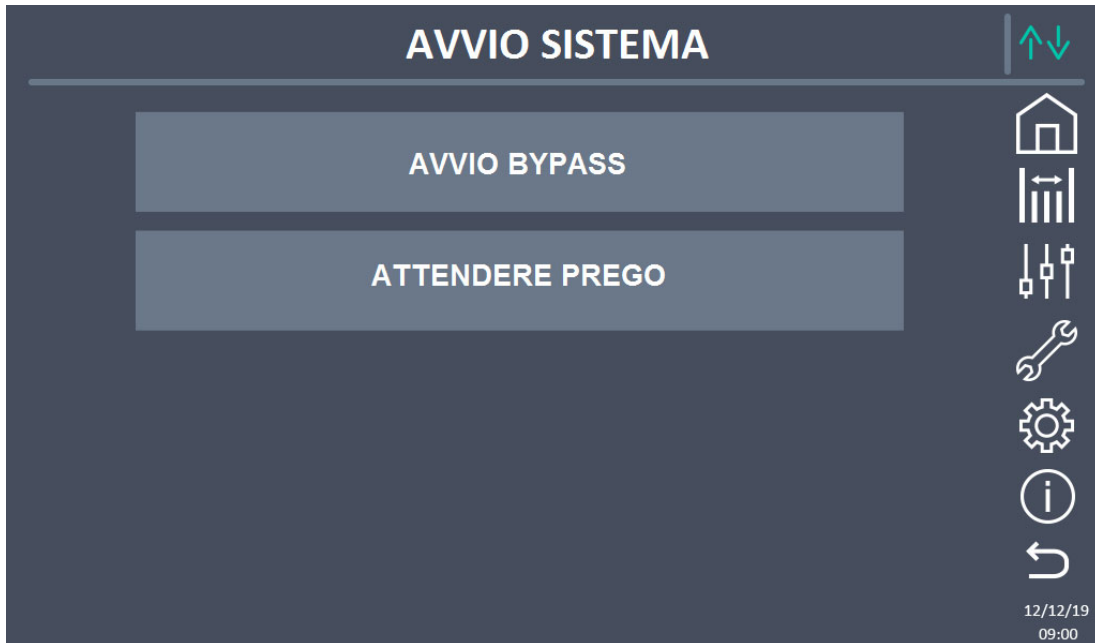 AVVIO SISTEMA
AVVIO BYPASS
ATTENDERE PREGO
i
12/12/19
09:00